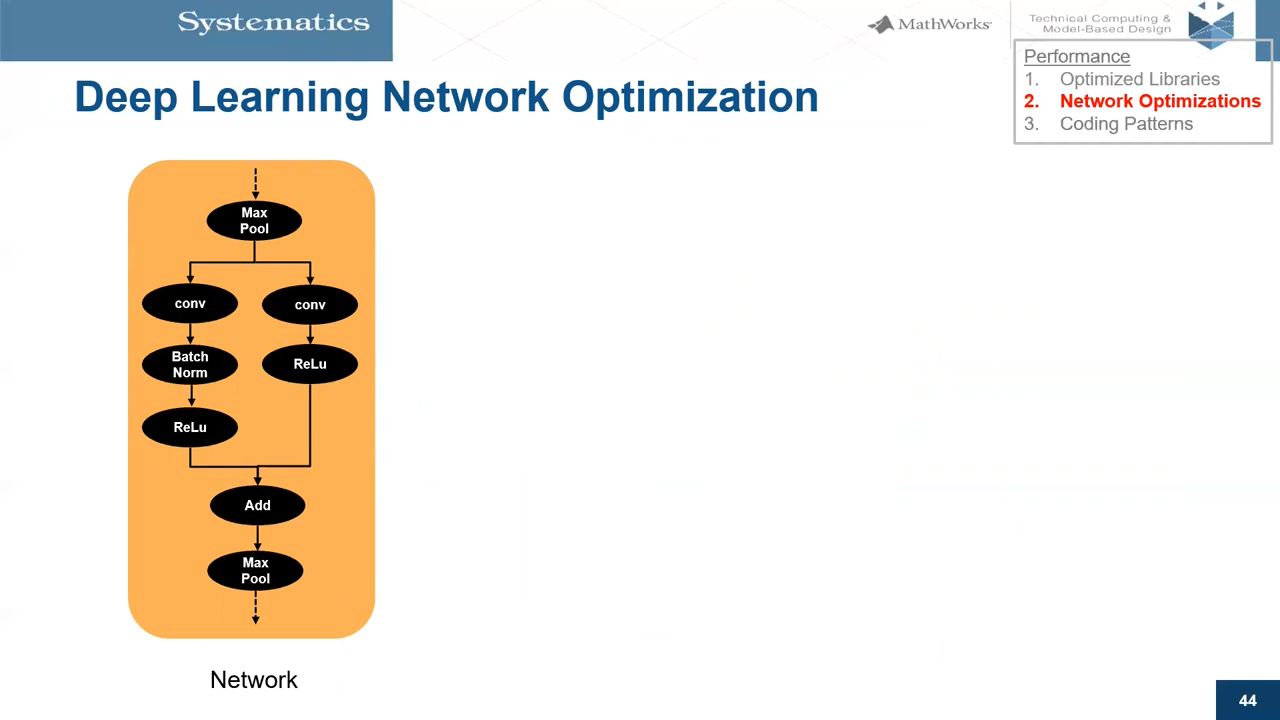 Systematics
MathWorks
Technical Computing &
Model-Based Design
Performance
1. Optimized Libraries
2. Network Optimizations
3. Coding Patterns
Deep Learning Network Optimization
Max
Pool
conv
conv
Batch
Norm
ReLu
ReLu
Add
Max
Pool
Network
44